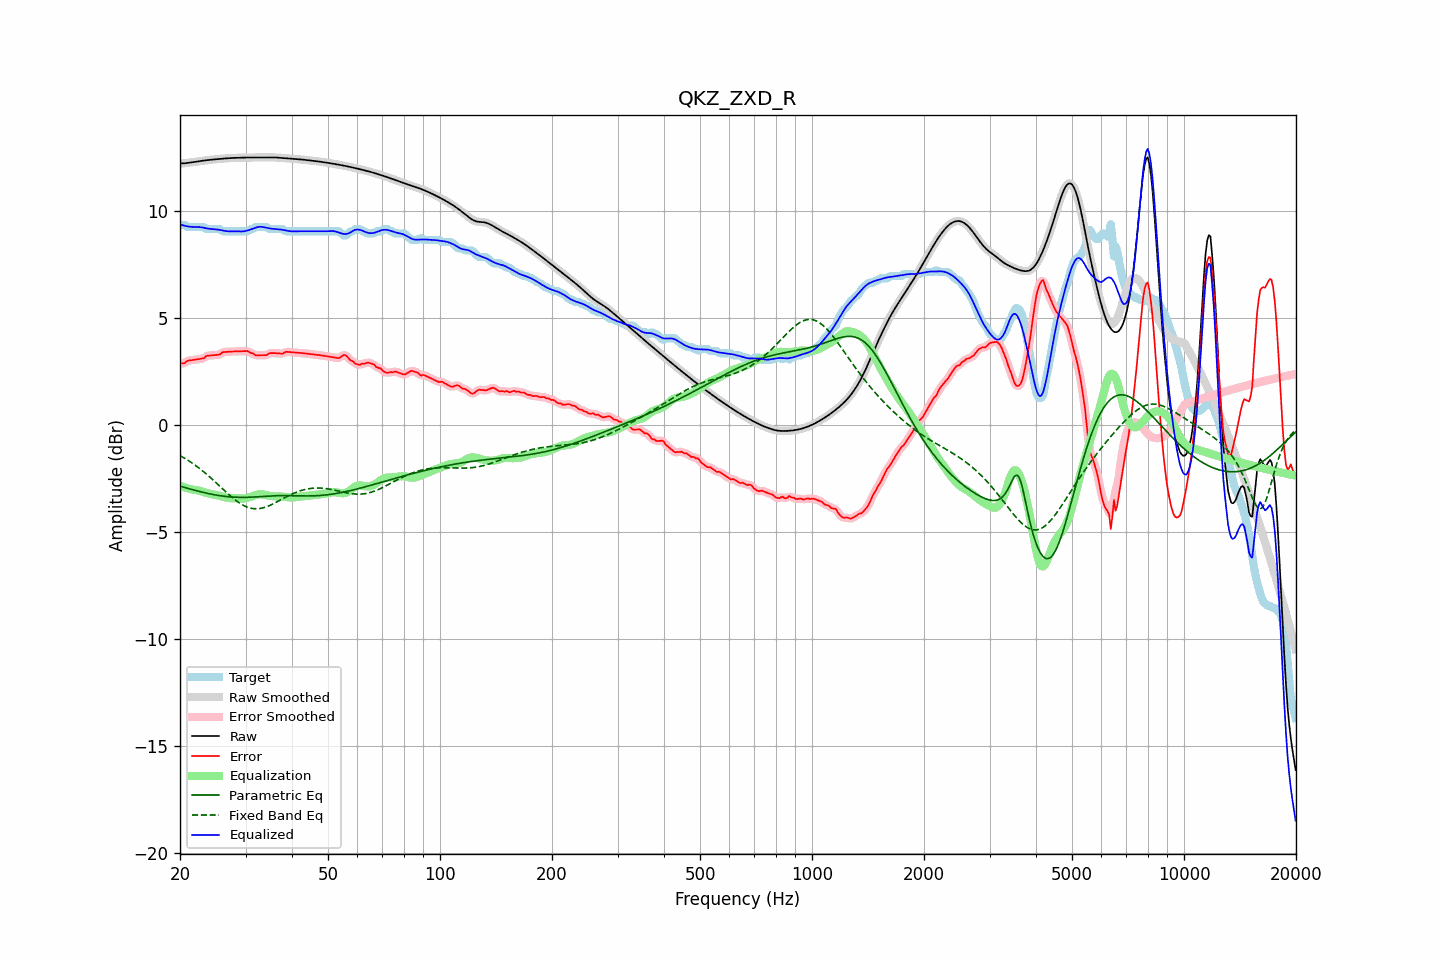 QKZ_ZXD_R
Amplitude (dBr)
10
5
0
−5
−10
−15
−20
Target
Raw Smoothed
Error Smoothed
Raw
Error
Equalization
Parametric Eq
Fixed Band Eq
Equalized
20 50 100 200 500 1000 2000 5000 10000 20000
Frequency (Hz)